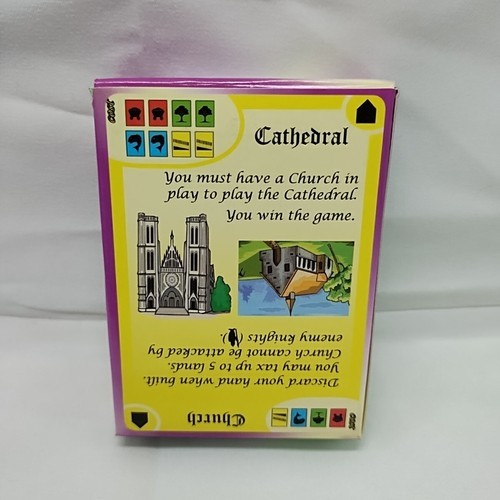 Cathedral
You must have a Church in
play to play the Cathedral.
You win the game.
Church
Discard your hand when built.
You may tax up to 5 lands.
Church cannot be attacked by
enemy knights ( ).